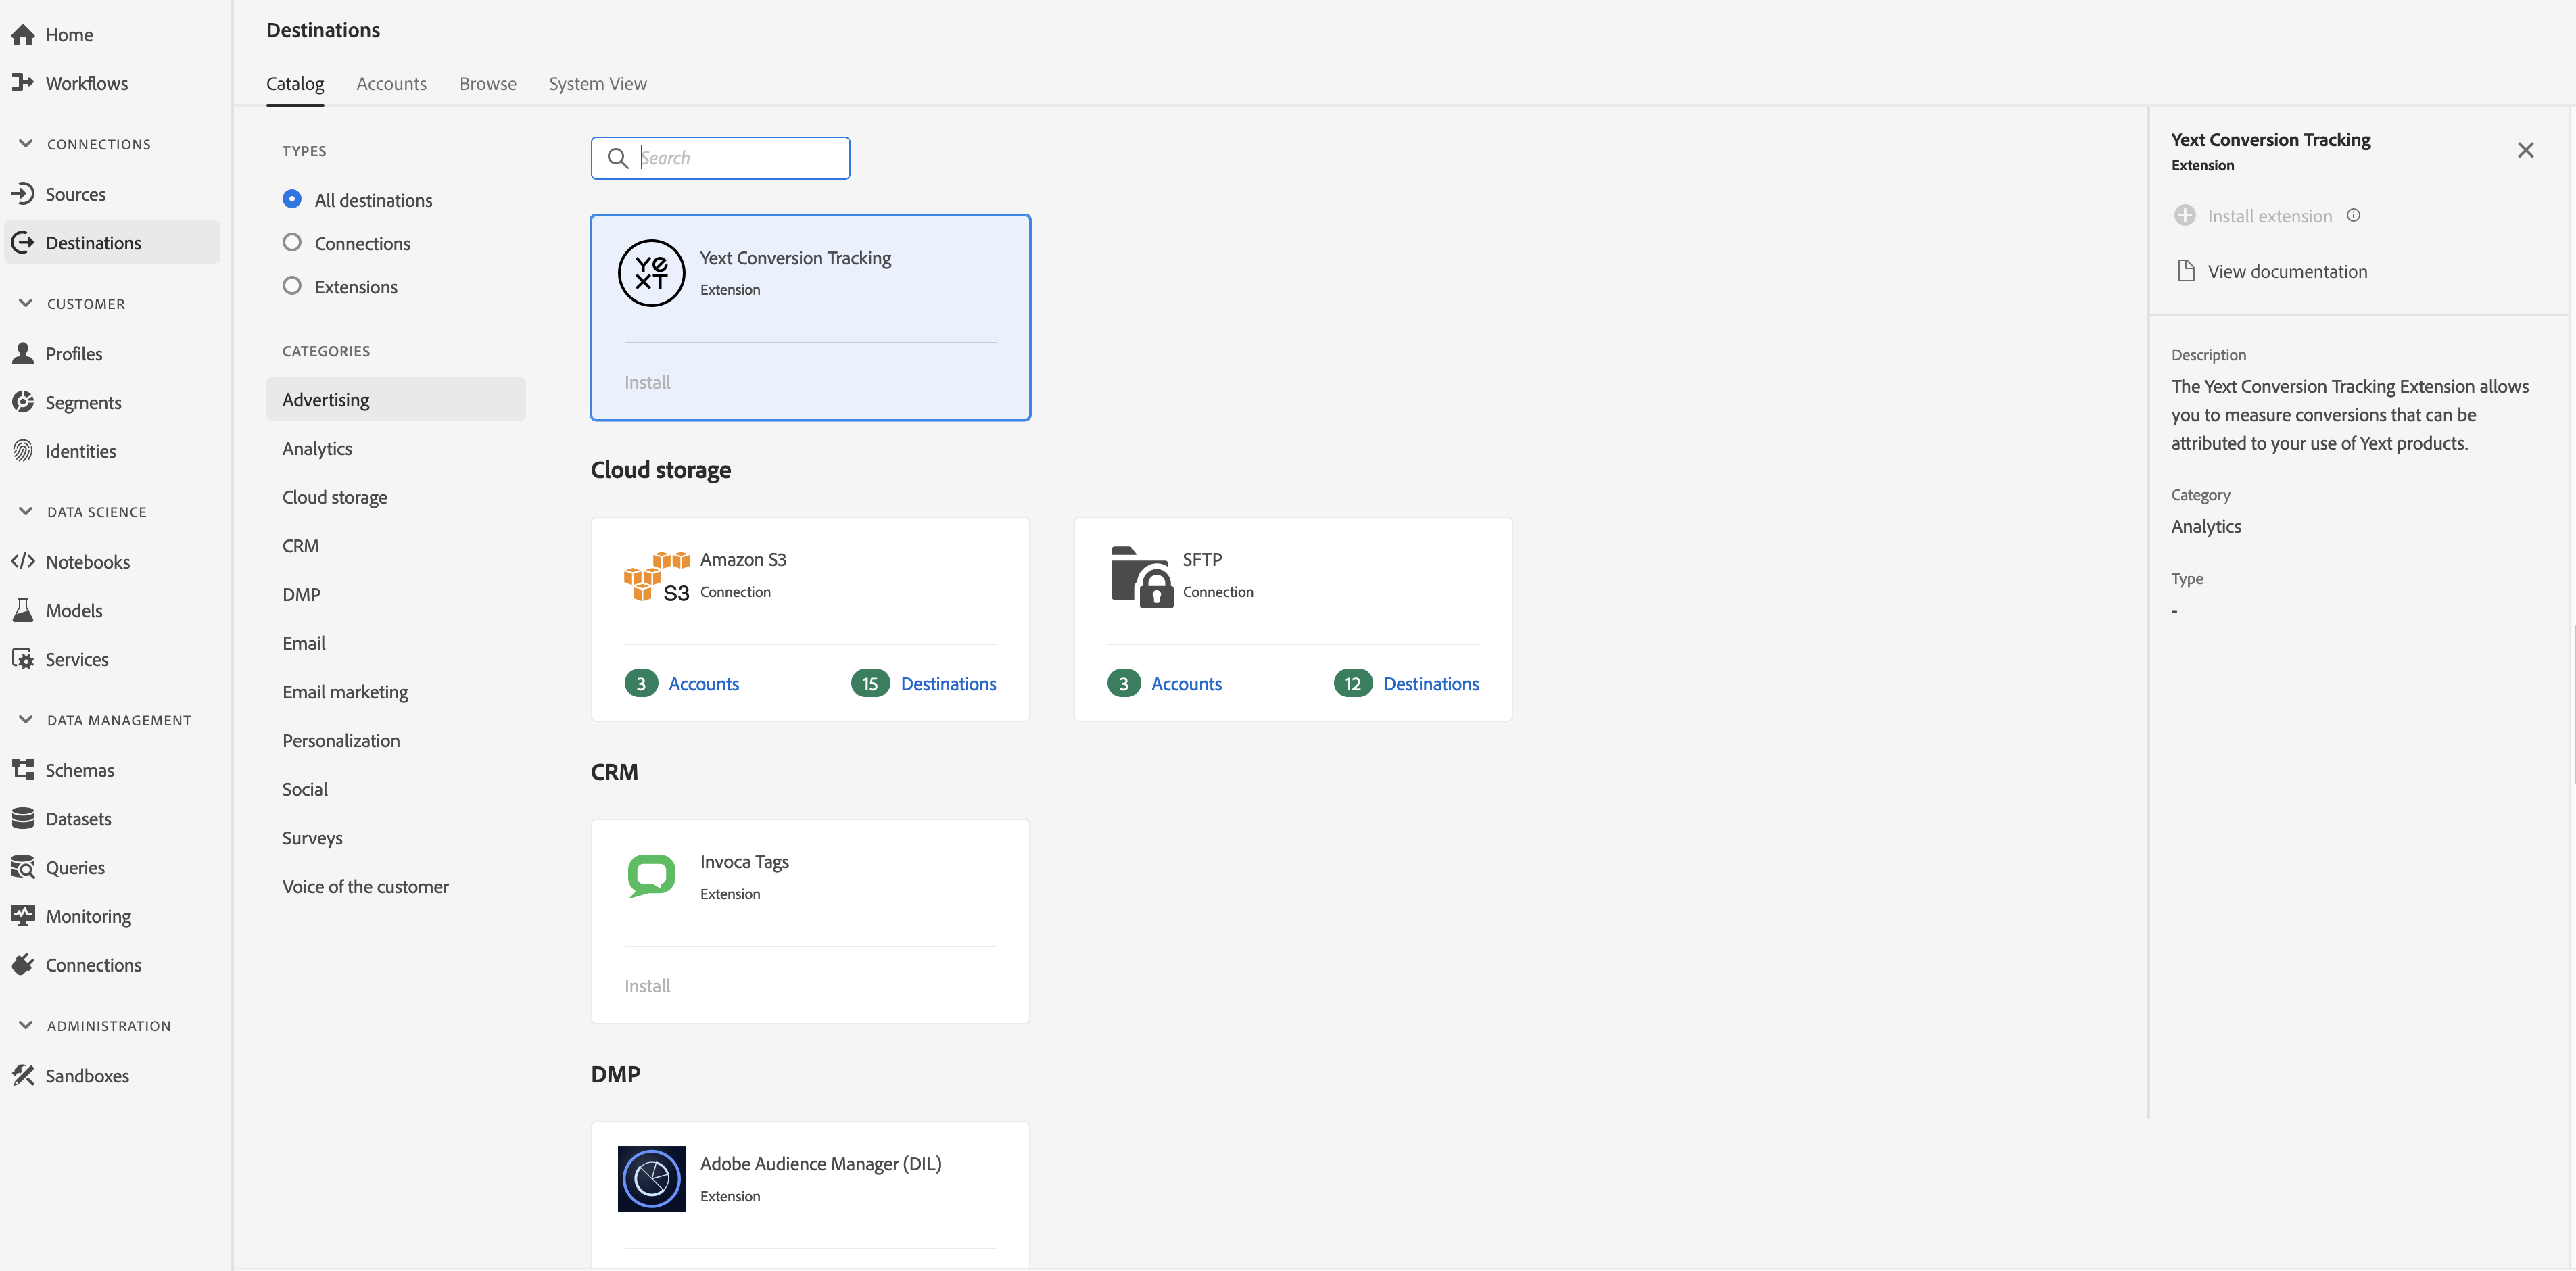 Home
Workflows
CONNECTIONS
Sources
Destinations
CUSTOMER
Profiles
Segments
Identities
DATA SCIENCE
Notebooks
Models
Services
DATA MANAGEMENT
Schemas
Datasets
Queries
Monitoring
Connections
ADMINISTRATION
Sandboxes
Destinations
Catalog Accounts Browse System View
TYPES
All destinations
Connections
Extensions
CATEGORIES
Advertising
Analytics
Cloud storage
CRM
DMP
Email
Email marketing
Personalization
Social
Surveys
Voice of the customer
Search
YEXT
Yext Conversion Tracking
Extension
Install
Cloud storage
S3
Amazon S3
Connection
3 Accounts 15 Destinations
SFTP
Connection
3 Accounts 12 Destinations
CRM
Invoca Tags
Extension
Install
DMP
Adobe Audience Manager (DIL)
Extension
Yext Conversion Tracking
Extension
Install extension
View documentation
Description
The Yext Conversion Tracking Extension allows
you to measure conversions that can be
attributed to your use of Yext products.
Category
Analytics
Type
-